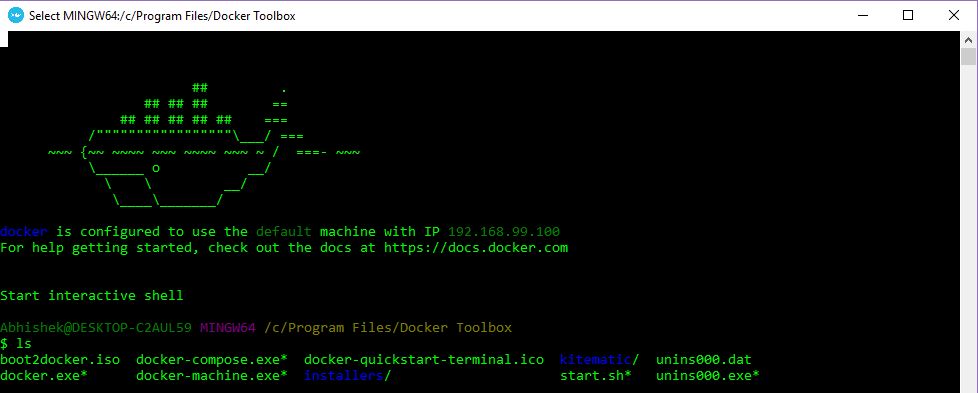 Select MINGW64:/c/Program Files/Docker Toolbox
                        ##         .
                  ## ## ##        ==
               ## ## ## ## ##    ===
           /"""""""""""""""""\___/ ===
      ~~~ {~~ ~~~~ ~~~ ~~~~ ~~~ ~ /  ===- ~~~
           \______ o           __/
             \    \         __/
              \____\_______/
docker is configured to use the default machine with IP 192.168.99.100
For help getting started, check out the docs at https://docs.docker.com
Start interactive shell
Abhishek@DESKTOP-C2AUL59 MINGW64 /c/Program Files/Docker Toolbox
$ ls
boot2docker.iso  docker-compose.exe*  docker-quickstart-terminal.ico  kitematic/  unins000.dat
docker.exe*      docker-machine.exe*  installers/                     start.sh*   unins000.exe*